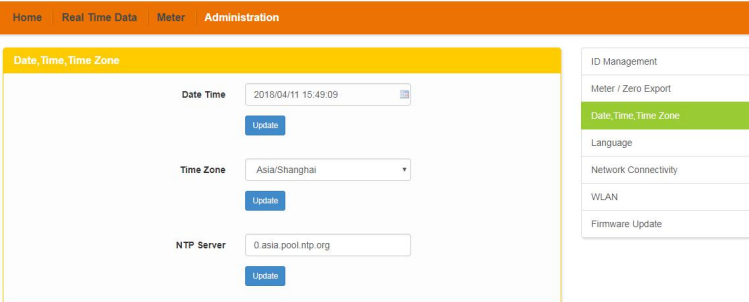 Home Real Time Data Meter Administration
Date,Time,Time Zone
Date Time 2018/04/11 15:49:09
Update
Time Zone Asia/Shanghai
Update
NTP Server 0.asia.pool.ntp.org
Update
ID Management
Meter / Zero Export
Date,Time,Time Zone
Language
Network Connectivity
WLAN
Firmware Update